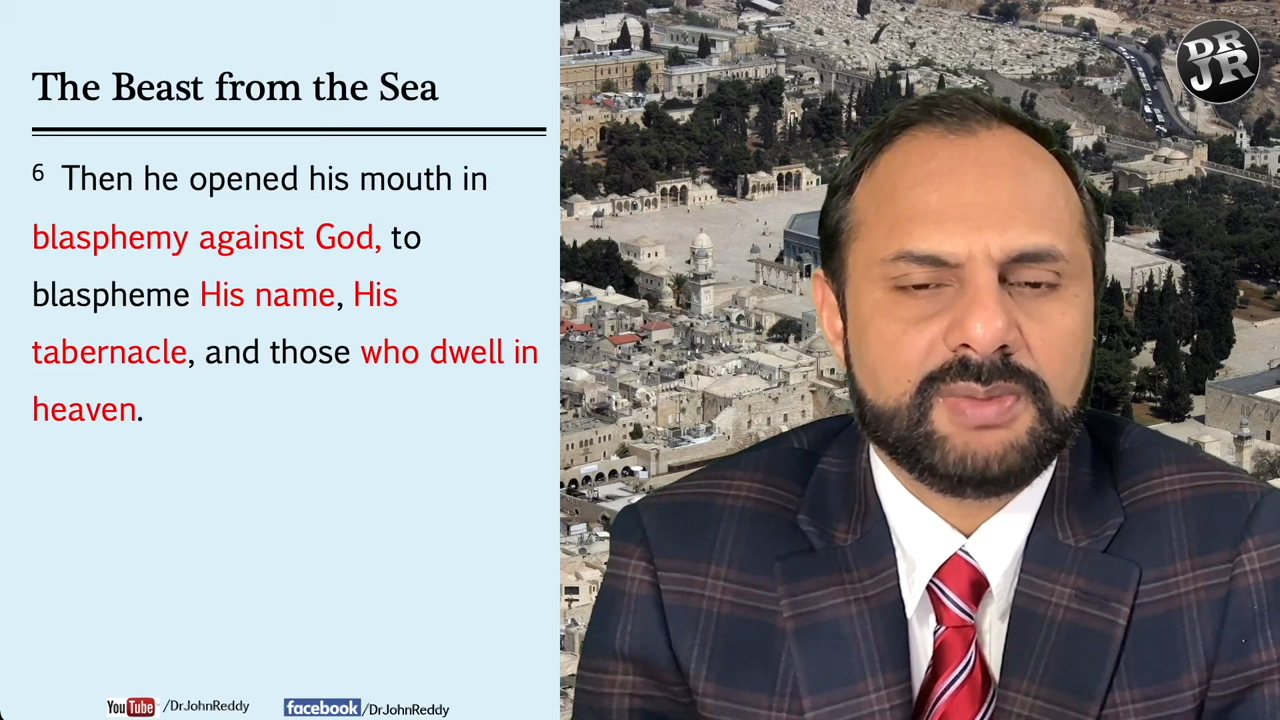 The Beast from the Sea
6 Then he opened his mouth in
blasphemy against God, to
blaspheme His name, His
tabernacle, and those who dwell in
heaven.
YouTube /DrJohnReddy facebook /DrJohnReddy
DR
JR